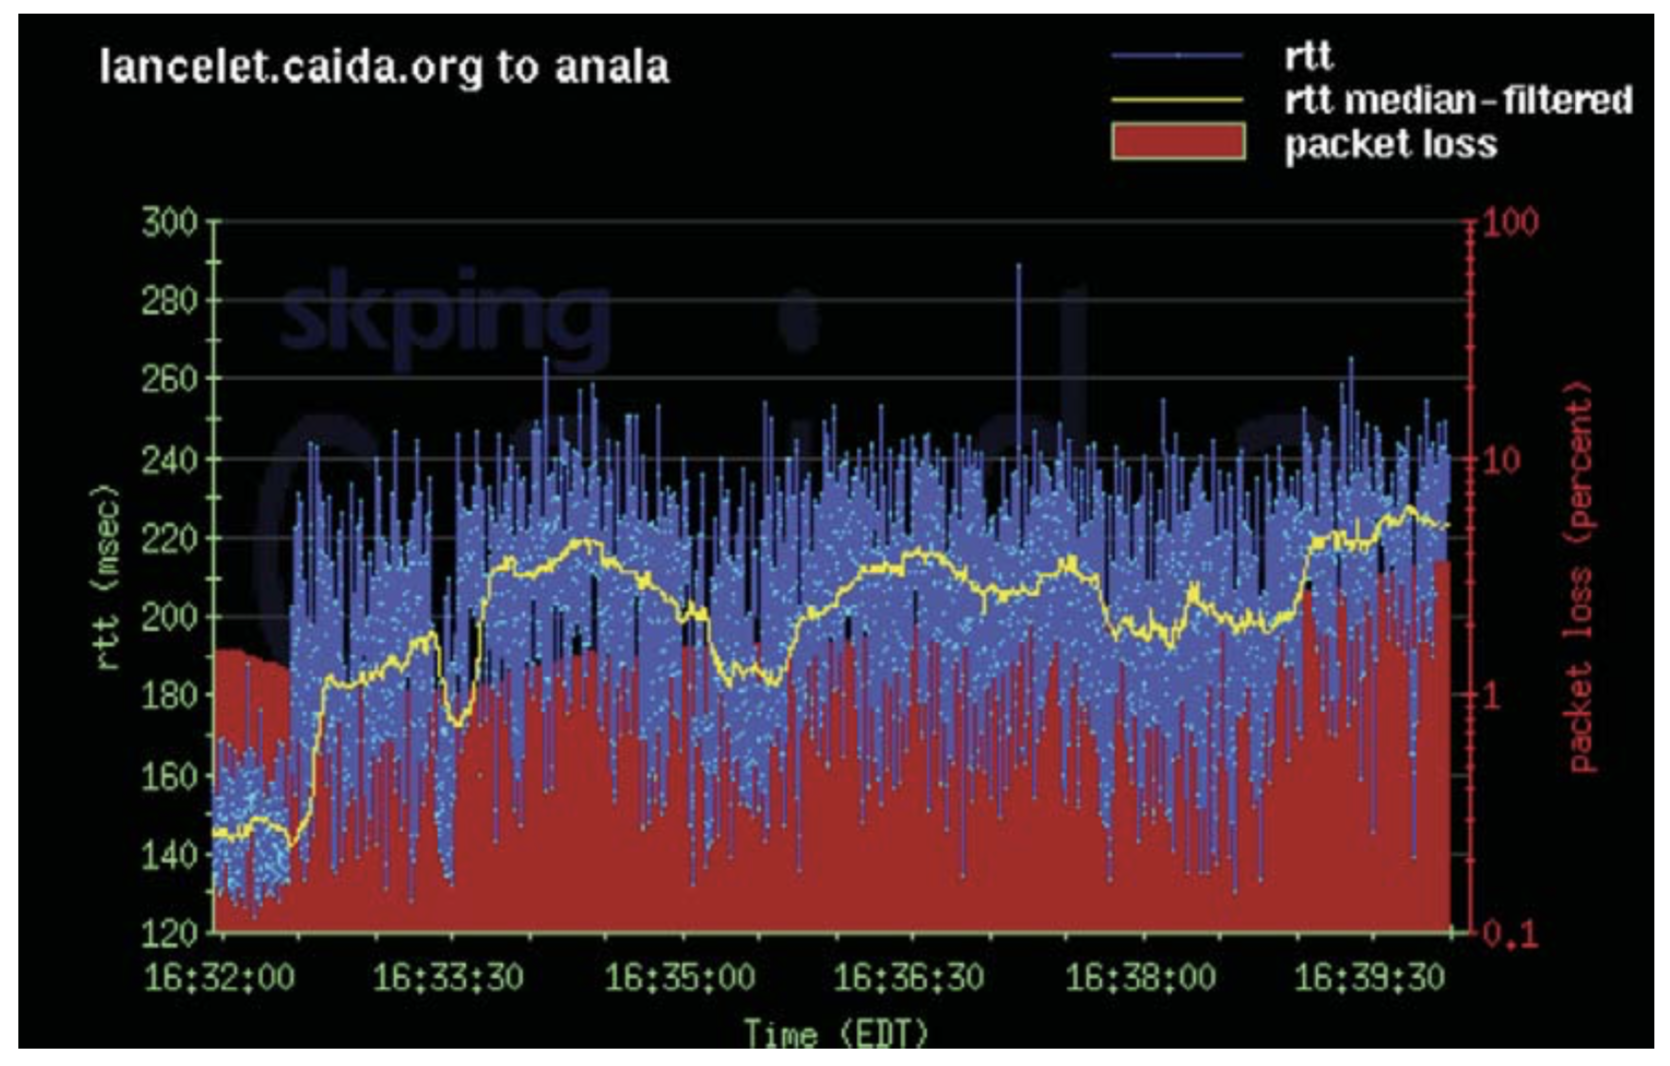 lancelet.caida.org to anala
rtt
rtt median-filtered
packet loss
skping
300
280
260
240
220
200
180
160
140
120
rtt (msec)
100
10
1
0.1
packet loss (percent)
16:32:00 16:33:30 16:35:00 16:36:30 16:38:00 16:39:30
Time (EDT)